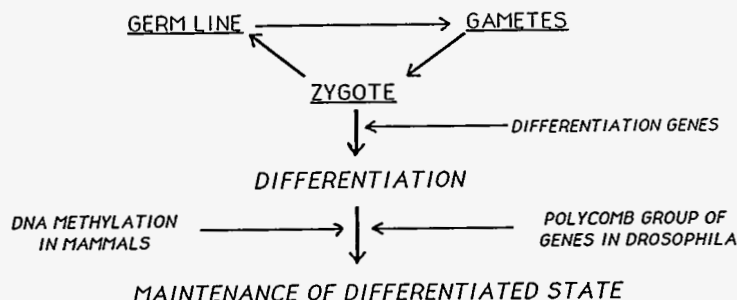 GERM LINE
GAMETES
ZYGOTE
DIFFERENTIATION GENES
DIFFERENTIATION
DNA METHYLATION
IN MAMMALS
POLYCOMB GROUP OF
GENES IN DROSOPHILA
MAINTENANCE OF DIFFERENTIATED STATE